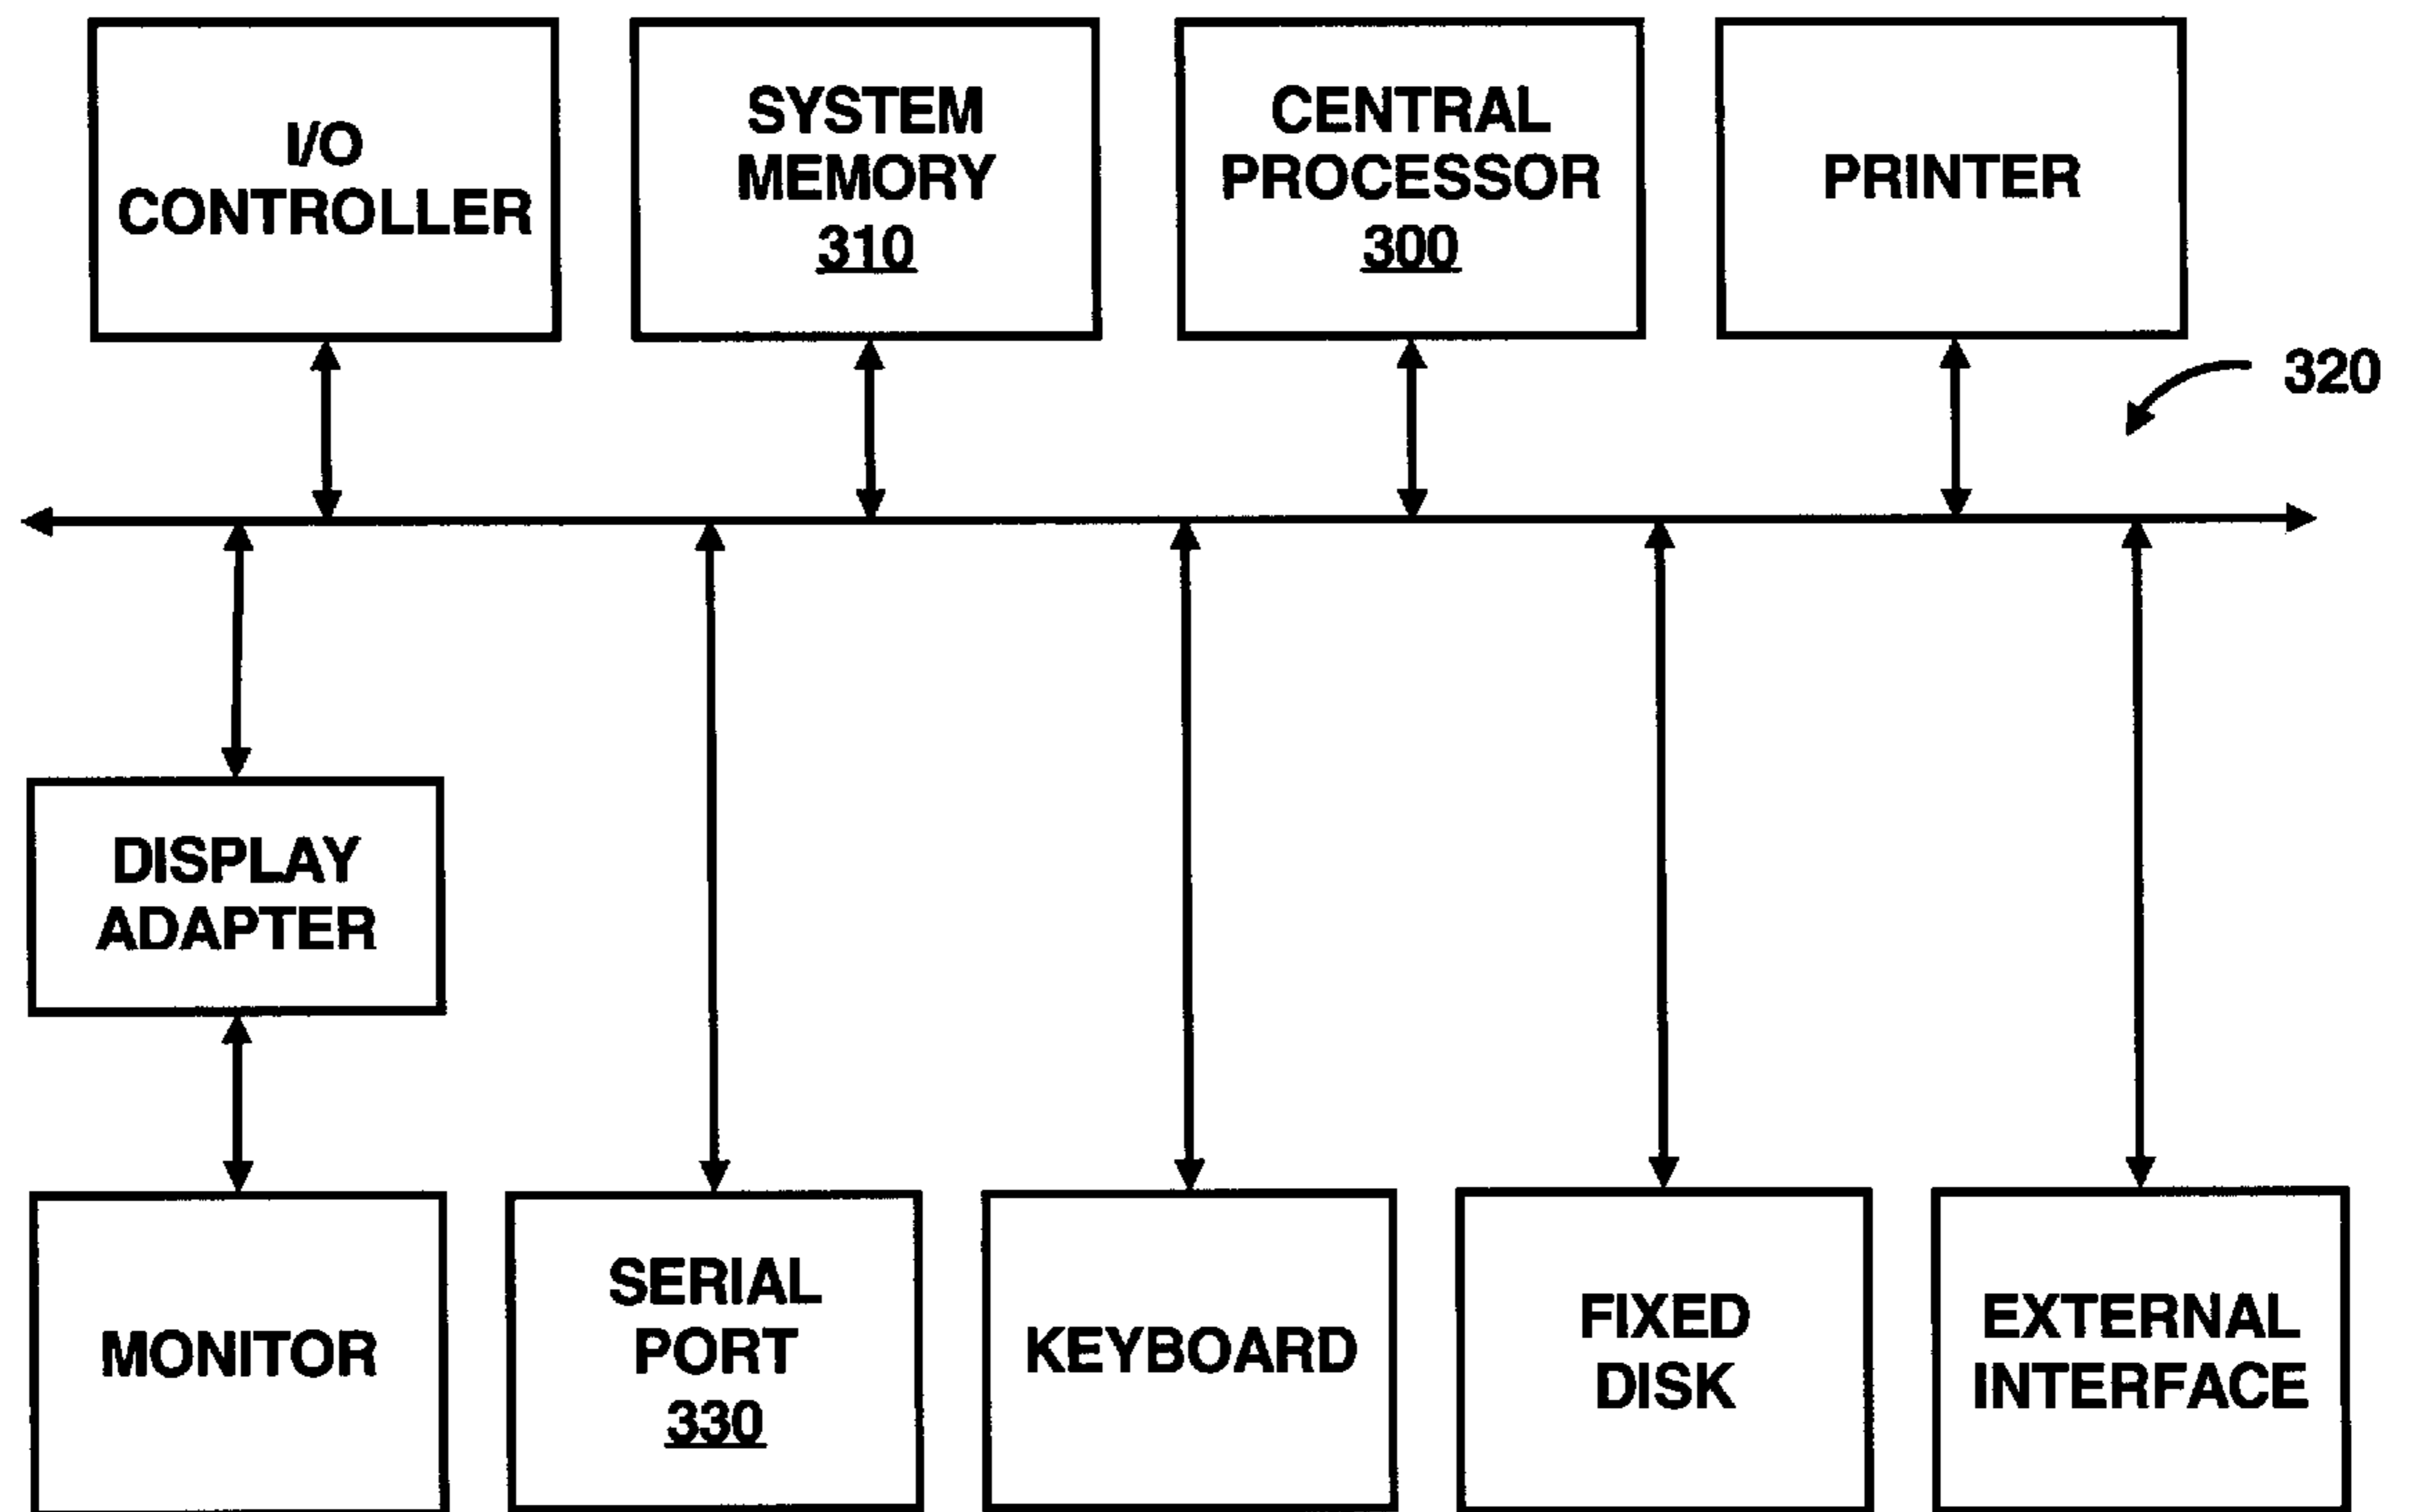 I/O
CONTROLLER
SYSTEM
MEMORY
310
CENTRAL
PROCESSOR
300
PRINTER
320
DISPLAY
ADAPTER
MONITOR
SERIAL
PORT
330
KEYBOARD
FIXED
DISK
EXTERNAL
INTERFACE